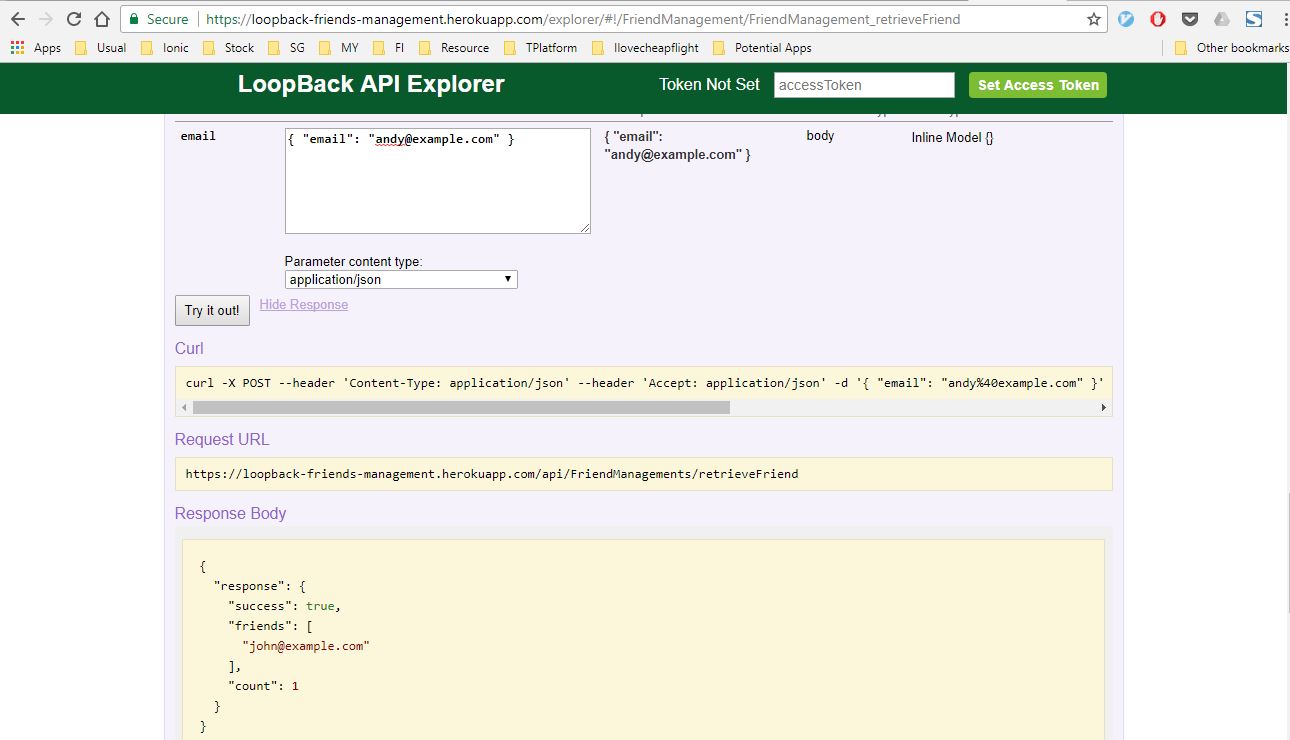 Secure https://loopback-friends-management.herokuapp.com/explorer/#!/FriendManagement/FriendManagement_retrieveFriend
Apps Usual Ionic Stock SG MY FI Resource TPlatform Ilovecheapflight Potential Apps Other bookmarks
LoopBack API Explorer Token Not Set accessToken Set Access Token
email { "email": "andy@example.com" } { "email": body Inline Model {}
"andy@example.com" }
Parameter content type:
application/json
Try it out! Hide Response
Curl
curl -X POST --header 'Content-Type: application/json' --header 'Accept: application/json' -d '{ "email": "andy%40example.com" }'
Request URL
https://loopback-friends-management.herokuapp.com/api/FriendManagements/retrieveFriend
Response Body
{
"response": {
"success": true,
"friends": [
"john@example.com"
],
"count": 1
}
}